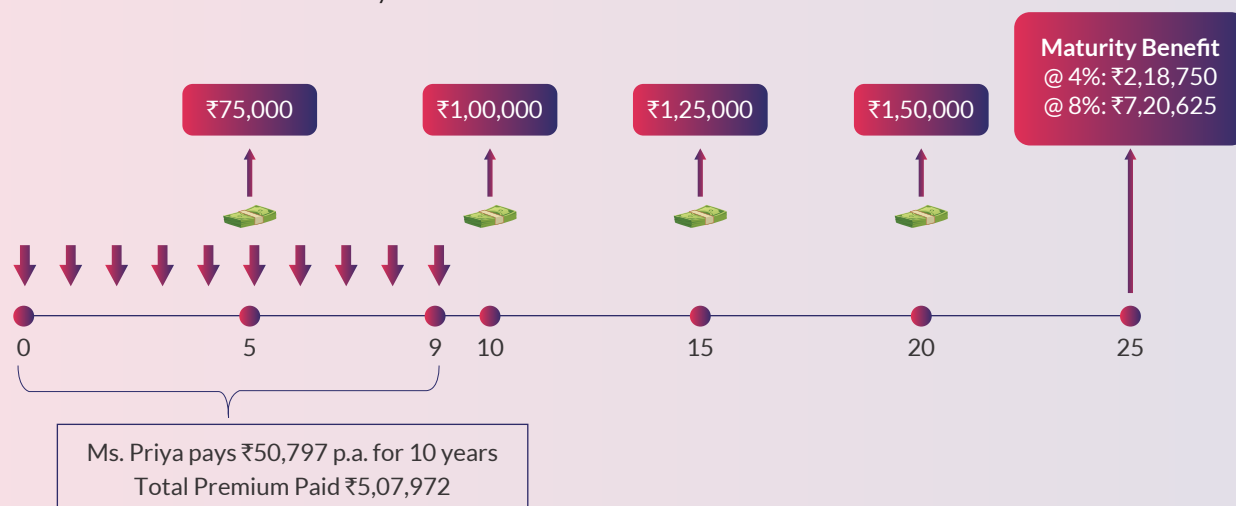 Maturity Benefit
@ 4%: ₹2,18,750
@ 8%: ₹7,20,625
₹75,000
₹1,00,000
₹1,25,000
₹1,50,000
0
5
9
10
15
20
25
Ms. Priya pays ₹50,797 p.a. for 10 years
Total Premium Paid ₹5,07,972